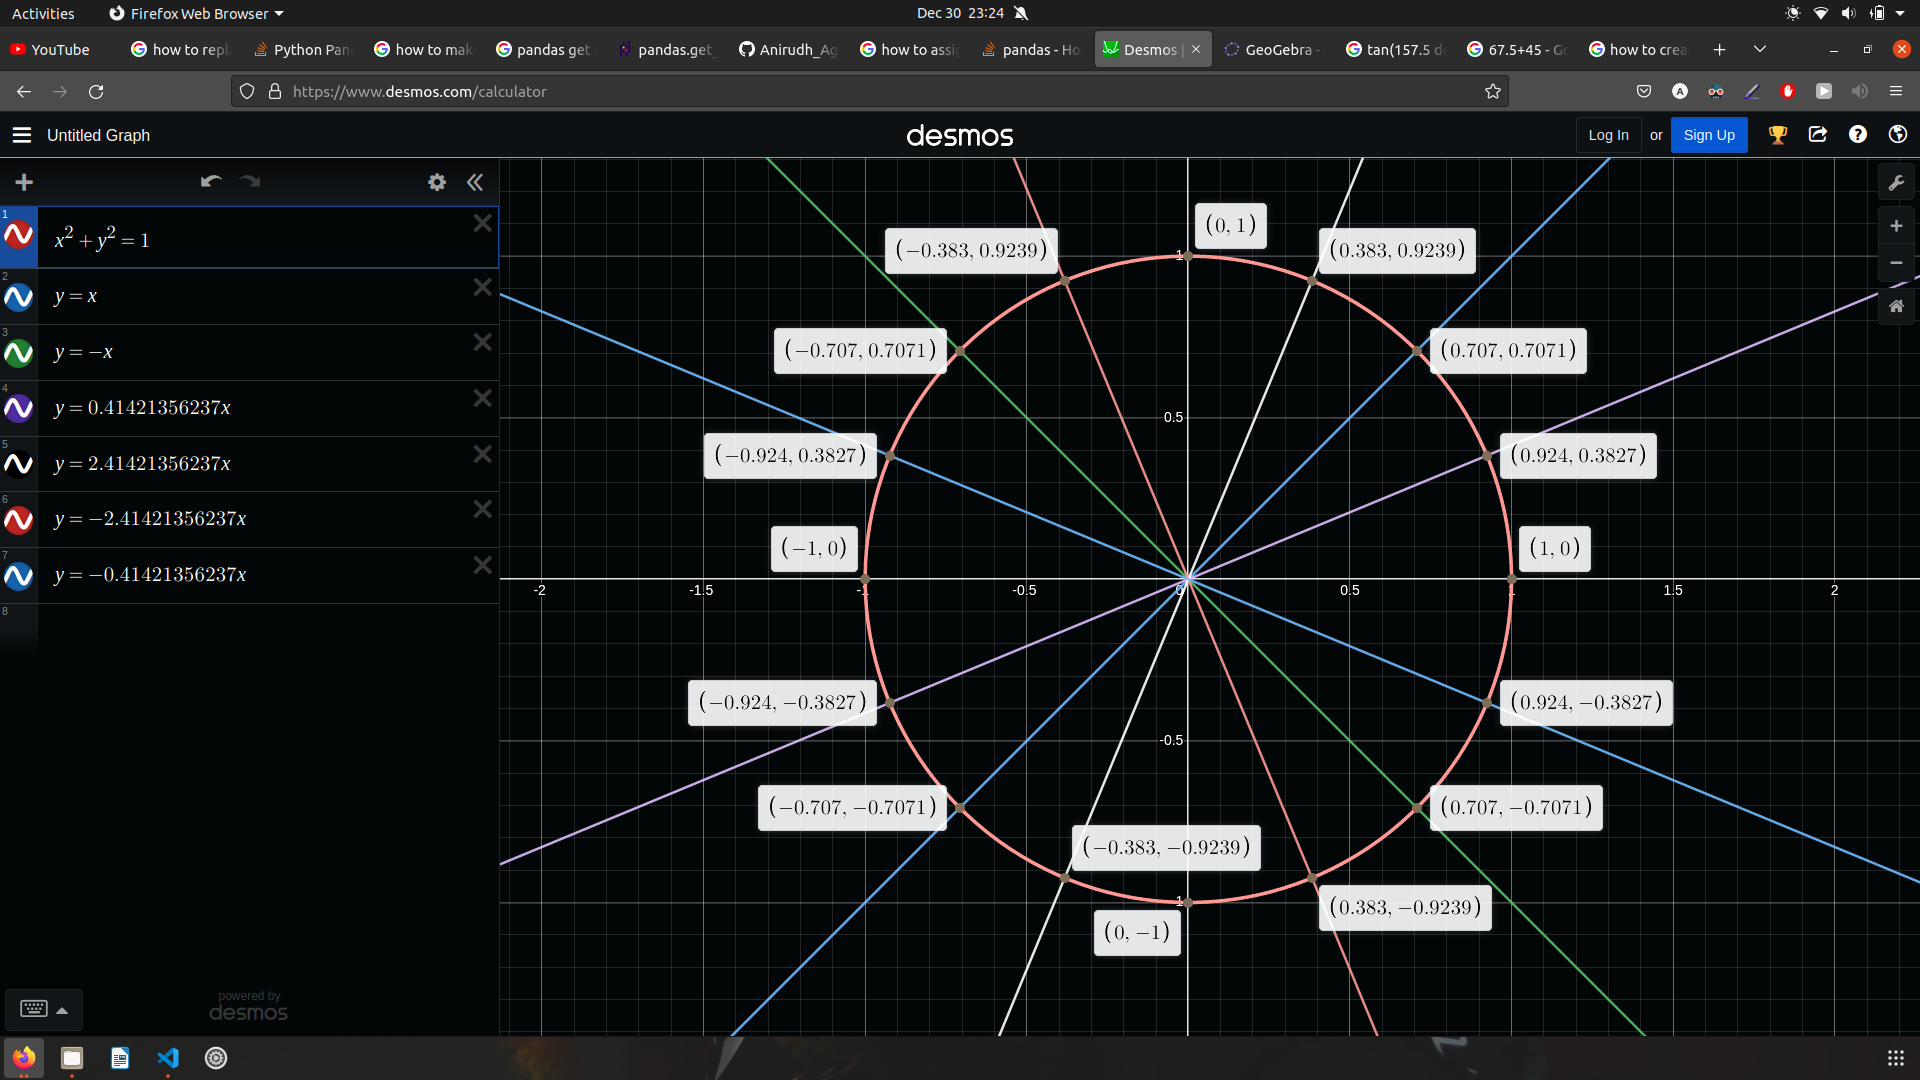 Activities
Firefox Web Browser
Dec 30 23:24
YouTube
how to repl
Python Pan
how to mak
pandas get
pandas.get_
Anirudh_Ag
how to assig
pandas - Ho
Desmos |
GeoGebra -
tan(157.5 d
67.5+45 - Go
how to crea
https://www.desmos.com/calculator
Untitled Graph
desmos
Log In or Sign Up
1
x² + y² = 1
2
y = x
3
y = −x
4
y = 0.41421356237x
5
y = 2.41421356237x
6
y = −2.41421356237x
7
y = −0.41421356237x
8
powered by
desmos
(0, 1)
(−0.383, 0.9239)
(0.383, 0.9239)
1
(−0.707, 0.7071)
(0.707, 0.7071)
0.5
(−0.924, 0.3827)
(0.924, 0.3827)
(−1, 0)
(1, 0)
-2
-1.5
-1
-0.5
0
0.5
1
1.5
2
(−0.924, −0.3827)
(0.924, −0.3827)
-0.5
(−0.707, −0.7071)
(0.707, −0.7071)
(−0.383, −0.9239)
-1
(0.383, −0.9239)
(0, −1)